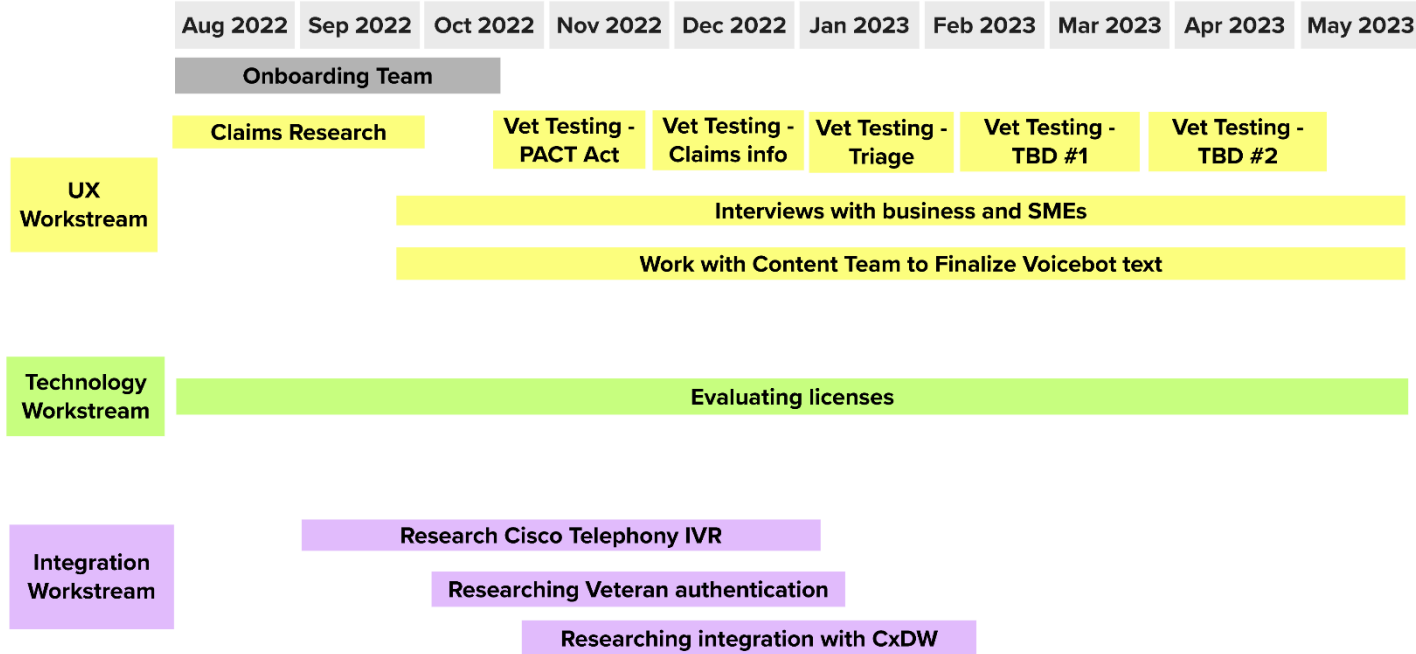 Aug 2022 Sep 2022 Oct 2022 Nov 2022 Dec 2022 Jan 2023 Feb 2023 Mar 2023 Apr 2023 May 2023
Onboarding Team
Claims Research
Vet Testing -
PACT Act
Vet Testing -
Claims info
Vet Testing -
Triage
Vet Testing -
TBD #1
Vet Testing -
TBD #2
UX
Workstream
Interviews with business and SMEs
Work with Content Team to Finalize Voicebot text
Technology
Workstream
Evaluating licenses
Integration
Workstream
Research Cisco Telephony IVR
Researching Veteran authentication
Researching integration with CxDW